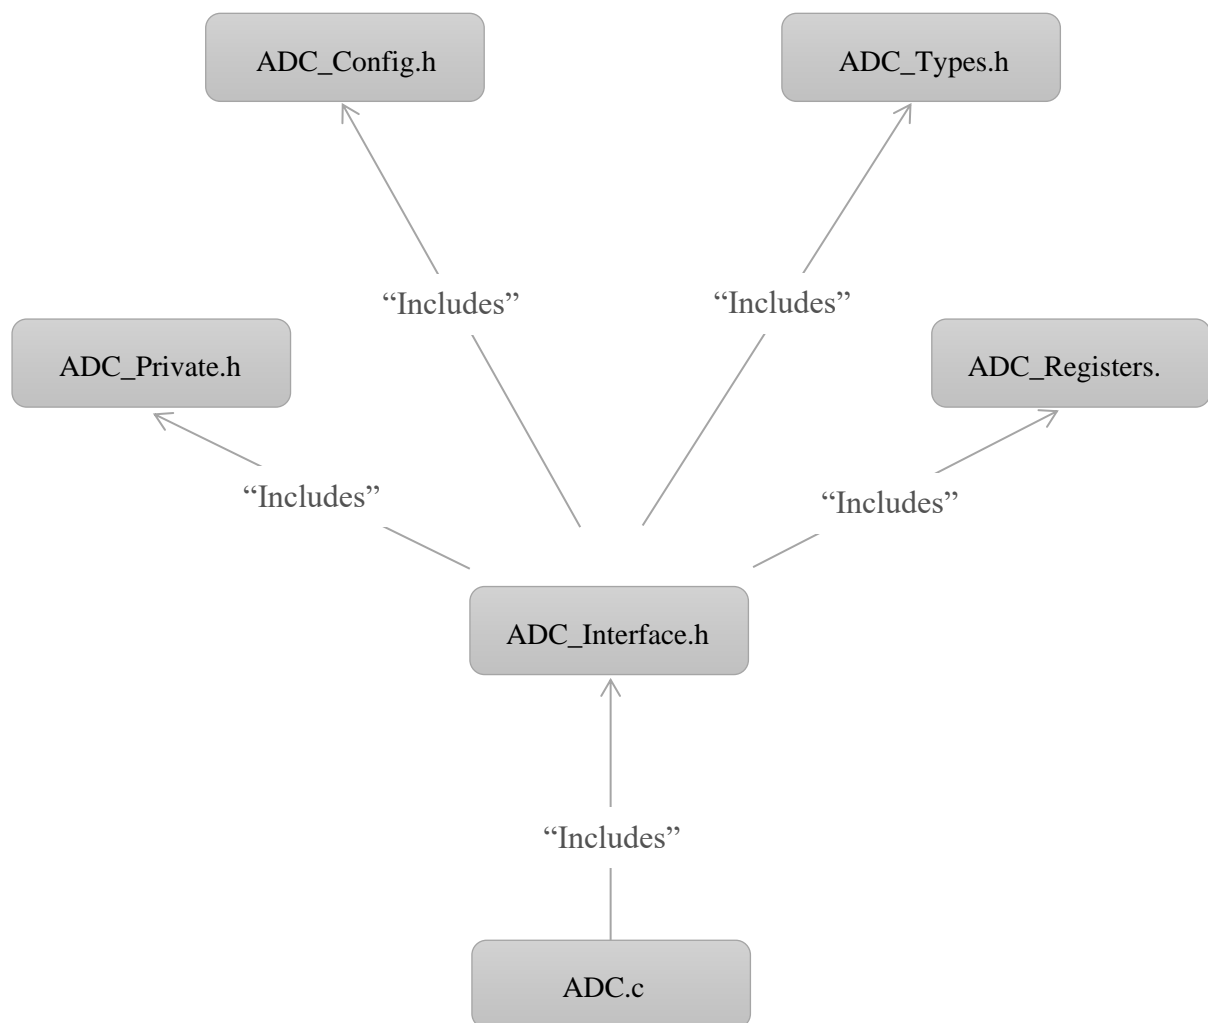 ADC_Config.h
ADC_Types.h
“Includes”
“Includes”
ADC_Private.h
ADC_Registers.
“Includes”
“Includes”
ADC_Interface.h
“Includes”
ADC.c